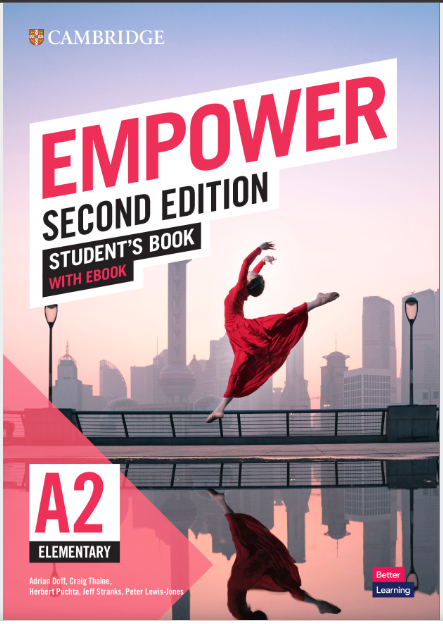 CAMBRIDGE
EMPOWER
SECOND EDITION
STUDENT'S BOOK
WITH EBOOK
A2
ELEMENTARY
Adrian Doff, Craig Thaine,
Herbert Puchta, Jeff Stranks, Peter Lewis-Jones
Better
Learning